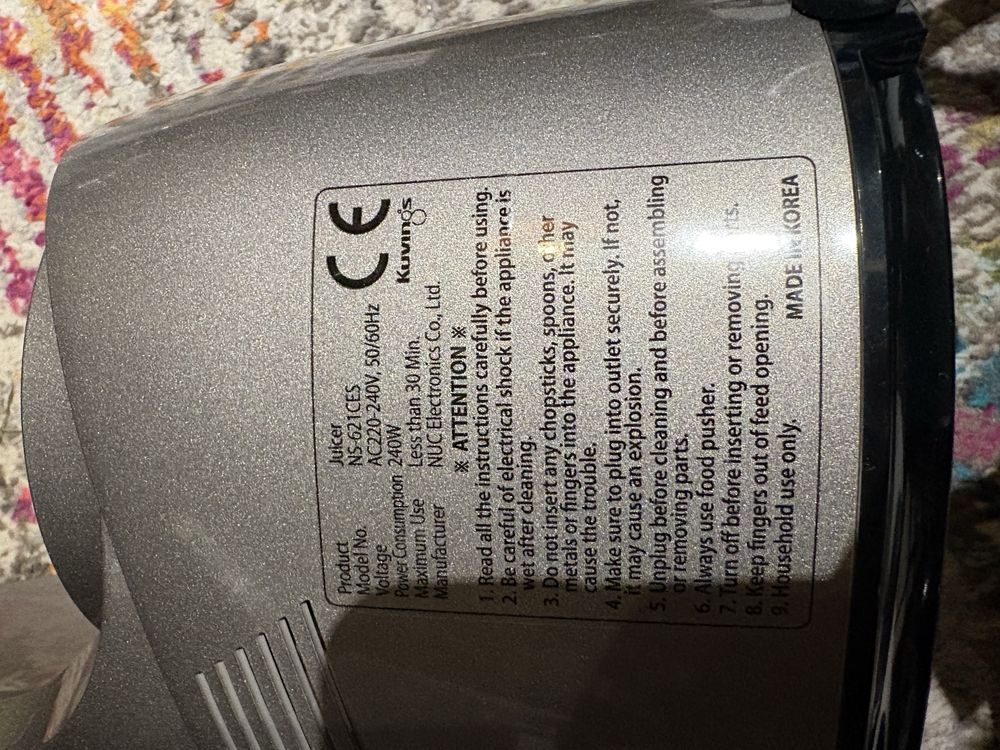 Product Juicer
Model No. NS-621CES
Voltage AC220-240V, 50/60Hz
Power Consumption 240W
Maximum Use Less than 30 Min.
Manufacturer NUC Electronics Co., Ltd.
CE
Kuvings
※ ATTENTION ※
1. Read all the instructions carefully before using.
2. Be careful of electrical shock if the appliance is
wet after cleaning.
3. Do not insert any chopsticks, spoons, other
metals or fingers into the appliance. It may
cause the trouble.
4. Make sure to plug into outlet securely. If not,
it may cause an explosion.
5. Unplug before cleaning and before assembling
or removing parts.
6. Always use food pusher.
7. Turn off before inserting or removing parts.
8. Keep fingers out of feed opening.
9. Household use only.
MADE IN KOREA